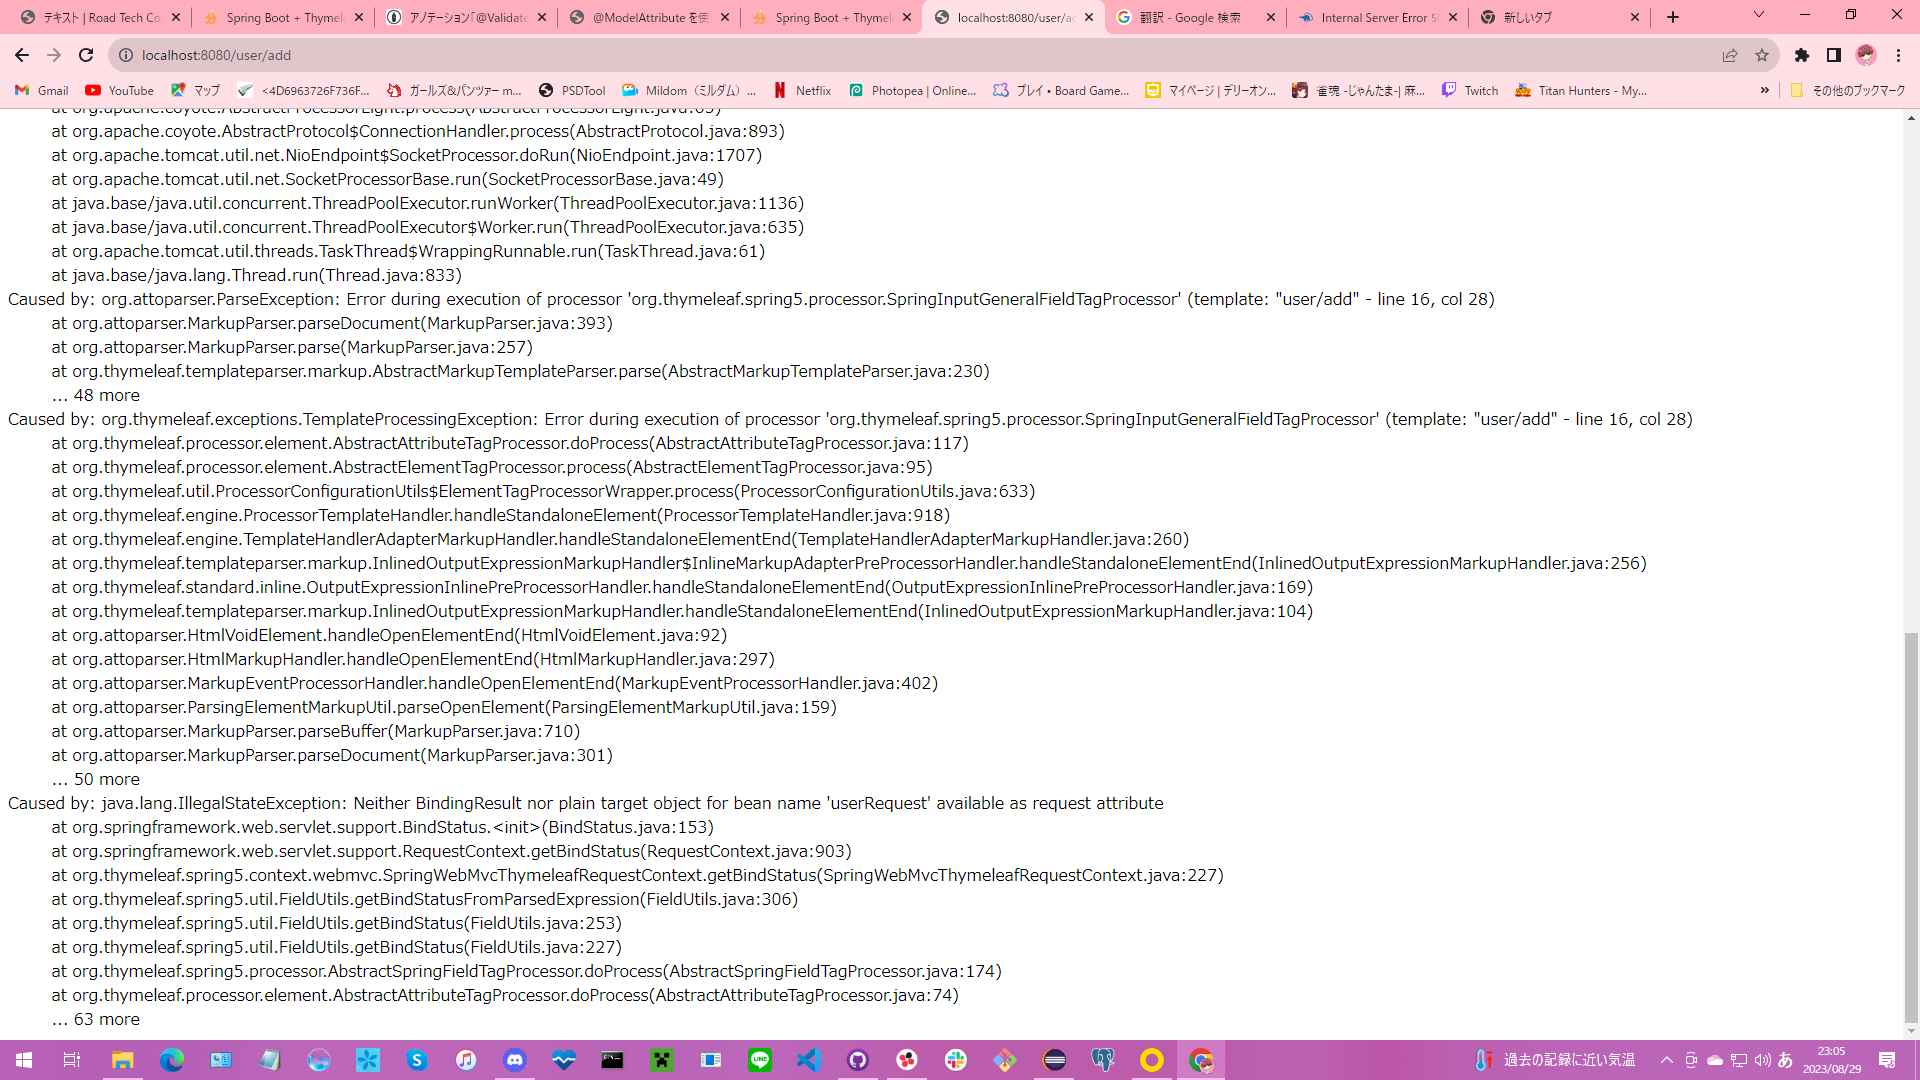 テキスト | Road Tech Co
Spring Boot + Thymele
アノテーション「@Validate
@ModelAttribute を使
Spring Boot + Thymele
localhost:8080/user/ad
翻訳 - Google 検索
Internal Server Error 50
新しいタブ
localhost:8080/user/add
Gmail
YouTube
マップ
<4D6963726F736F...
ガールズ&パンツァー m...
PSDTool
Mildom（ミルダム）...
Netflix
Photopea | Online...
プレイ • Board Game...
マイページ | デリーオン...
雀魂 -じゃんたま-| 麻...
Twitch
Titan Hunters - My...
»
その他のブックマーク
at org.apache.coyote.AbstractProcessorLight.process(AbstractProcessorLight.java:63)
at org.apache.coyote.AbstractProtocol$ConnectionHandler.process(AbstractProtocol.java:893)
at org.apache.tomcat.util.net.NioEndpoint$SocketProcessor.doRun(NioEndpoint.java:1707)
at org.apache.tomcat.util.net.SocketProcessorBase.run(SocketProcessorBase.java:49)
at java.base/java.util.concurrent.ThreadPoolExecutor.runWorker(ThreadPoolExecutor.java:1136)
at java.base/java.util.concurrent.ThreadPoolExecutor$Worker.run(ThreadPoolExecutor.java:635)
at org.apache.tomcat.util.threads.TaskThread$WrappingRunnable.run(TaskThread.java:61)
at java.base/java.lang.Thread.run(Thread.java:833)
Caused by: org.attoparser.ParseException: Error during execution of processor 'org.thymeleaf.spring5.processor.SpringInputGeneralFieldTagProcessor' (template: "user/add" - line 16, col 28)
at org.attoparser.MarkupParser.parseDocument(MarkupParser.java:393)
at org.attoparser.MarkupParser.parse(MarkupParser.java:257)
at org.thymeleaf.templateparser.markup.AbstractMarkupTemplateParser.parse(AbstractMarkupTemplateParser.java:230)
... 48 more
Caused by: org.thymeleaf.exceptions.TemplateProcessingException: Error during execution of processor 'org.thymeleaf.spring5.processor.SpringInputGeneralFieldTagProcessor' (template: "user/add" - line 16, col 28)
at org.thymeleaf.processor.element.AbstractAttributeTagProcessor.doProcess(AbstractAttributeTagProcessor.java:117)
at org.thymeleaf.processor.element.AbstractElementTagProcessor.process(AbstractElementTagProcessor.java:95)
at org.thymeleaf.util.ProcessorConfigurationUtils$ElementTagProcessorWrapper.process(ProcessorConfigurationUtils.java:633)
at org.thymeleaf.engine.ProcessorTemplateHandler.handleStandaloneElement(ProcessorTemplateHandler.java:918)
at org.thymeleaf.engine.TemplateHandlerAdapterMarkupHandler.handleStandaloneElementEnd(TemplateHandlerAdapterMarkupHandler.java:260)
at org.thymeleaf.templateparser.markup.InlinedOutputExpressionMarkupHandler$InlineMarkupAdapterPreProcessorHandler.handleStandaloneElementEnd(InlinedOutputExpressionMarkupHandler.java:256)
at org.thymeleaf.standard.inline.OutputExpressionInlinePreProcessorHandler.handleStandaloneElementEnd(OutputExpressionInlinePreProcessorHandler.java:169)
at org.thymeleaf.templateparser.markup.InlinedOutputExpressionMarkupHandler.handleStandaloneElementEnd(InlinedOutputExpressionMarkupHandler.java:104)
at org.attoparser.HtmlVoidElement.handleOpenElementEnd(HtmlVoidElement.java:92)
at org.attoparser.HtmlMarkupHandler.handleOpenElementEnd(HtmlMarkupHandler.java:297)
at org.attoparser.MarkupEventProcessorHandler.handleOpenElementEnd(MarkupEventProcessorHandler.java:402)
at org.attoparser.ParsingElementMarkupUtil.parseOpenElement(ParsingElementMarkupUtil.java:159)
at org.attoparser.MarkupParser.parseBuffer(MarkupParser.java:710)
at org.attoparser.MarkupParser.parseDocument(MarkupParser.java:301)
... 50 more
Caused by: java.lang.IllegalStateException: Neither BindingResult nor plain target object for bean name 'userRequest' available as request attribute
at org.springframework.web.servlet.support.BindStatus.<init>(BindStatus.java:153)
at org.springframework.web.servlet.support.RequestContext.getBindStatus(RequestContext.java:903)
at org.thymeleaf.spring5.context.webmvc.SpringWebMvcThymeleafRequestContext.getBindStatus(SpringWebMvcThymeleafRequestContext.java:227)
at org.thymeleaf.spring5.util.FieldUtils.getBindStatusFromParsedExpression(FieldUtils.java:306)
at org.thymeleaf.spring5.util.FieldUtils.getBindStatus(FieldUtils.java:253)
at org.thymeleaf.spring5.util.FieldUtils.getBindStatus(FieldUtils.java:227)
at org.thymeleaf.spring5.processor.AbstractSpringFieldTagProcessor.doProcess(AbstractSpringFieldTagProcessor.java:174)
at org.thymeleaf.processor.element.AbstractAttributeTagProcessor.doProcess(AbstractAttributeTagProcessor.java:74)
... 63 more
過去の記録に近い気温
あ
23:05
2023/08/29